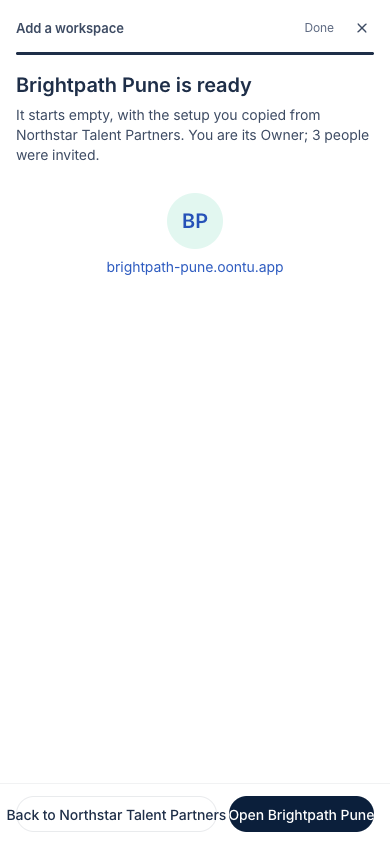 Add a workspace
Done
Brightpath Pune is ready
It starts empty, with the setup you copied from
Northstar Talent Partners. You are its Owner; 3 people
were invited.
BP
brightpath-pune.oontu.app
Back to Northstar Talent Partners
Open Brightpath Pune